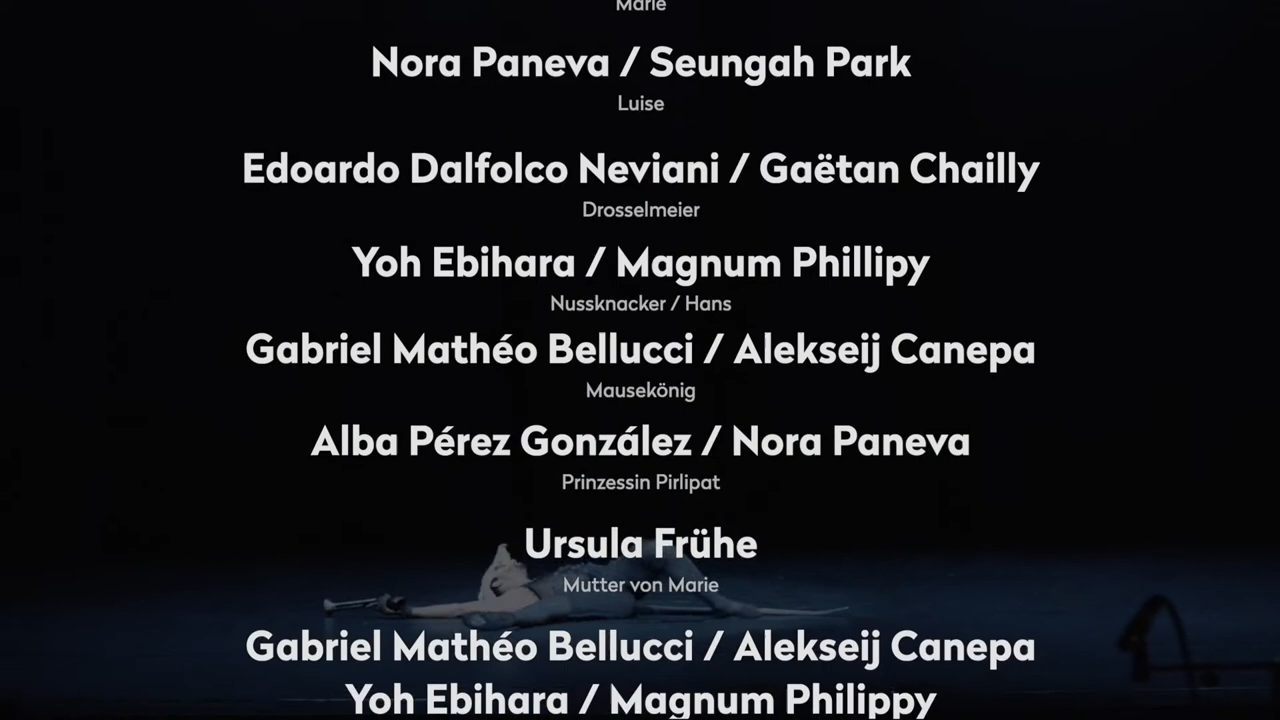 Marie
Nora Paneva / Seungah Park
Luise
Edoardo Dalfolco Neviani / Gaëtan Chailly
Drosselmeier
Yoh Ebihara / Magnum Phillipy
Nussknacker / Hans
Gabriel Mathéo Bellucci / Alekseij Canepa
Mausekönig
Alba Pérez González / Nora Paneva
Prinzessin Pirlipat
Ursula Frühe
Mutter von Marie
Gabriel Mathéo Bellucci / Alekseij Canepa
Yoh Ebihara / Magnum Philippy